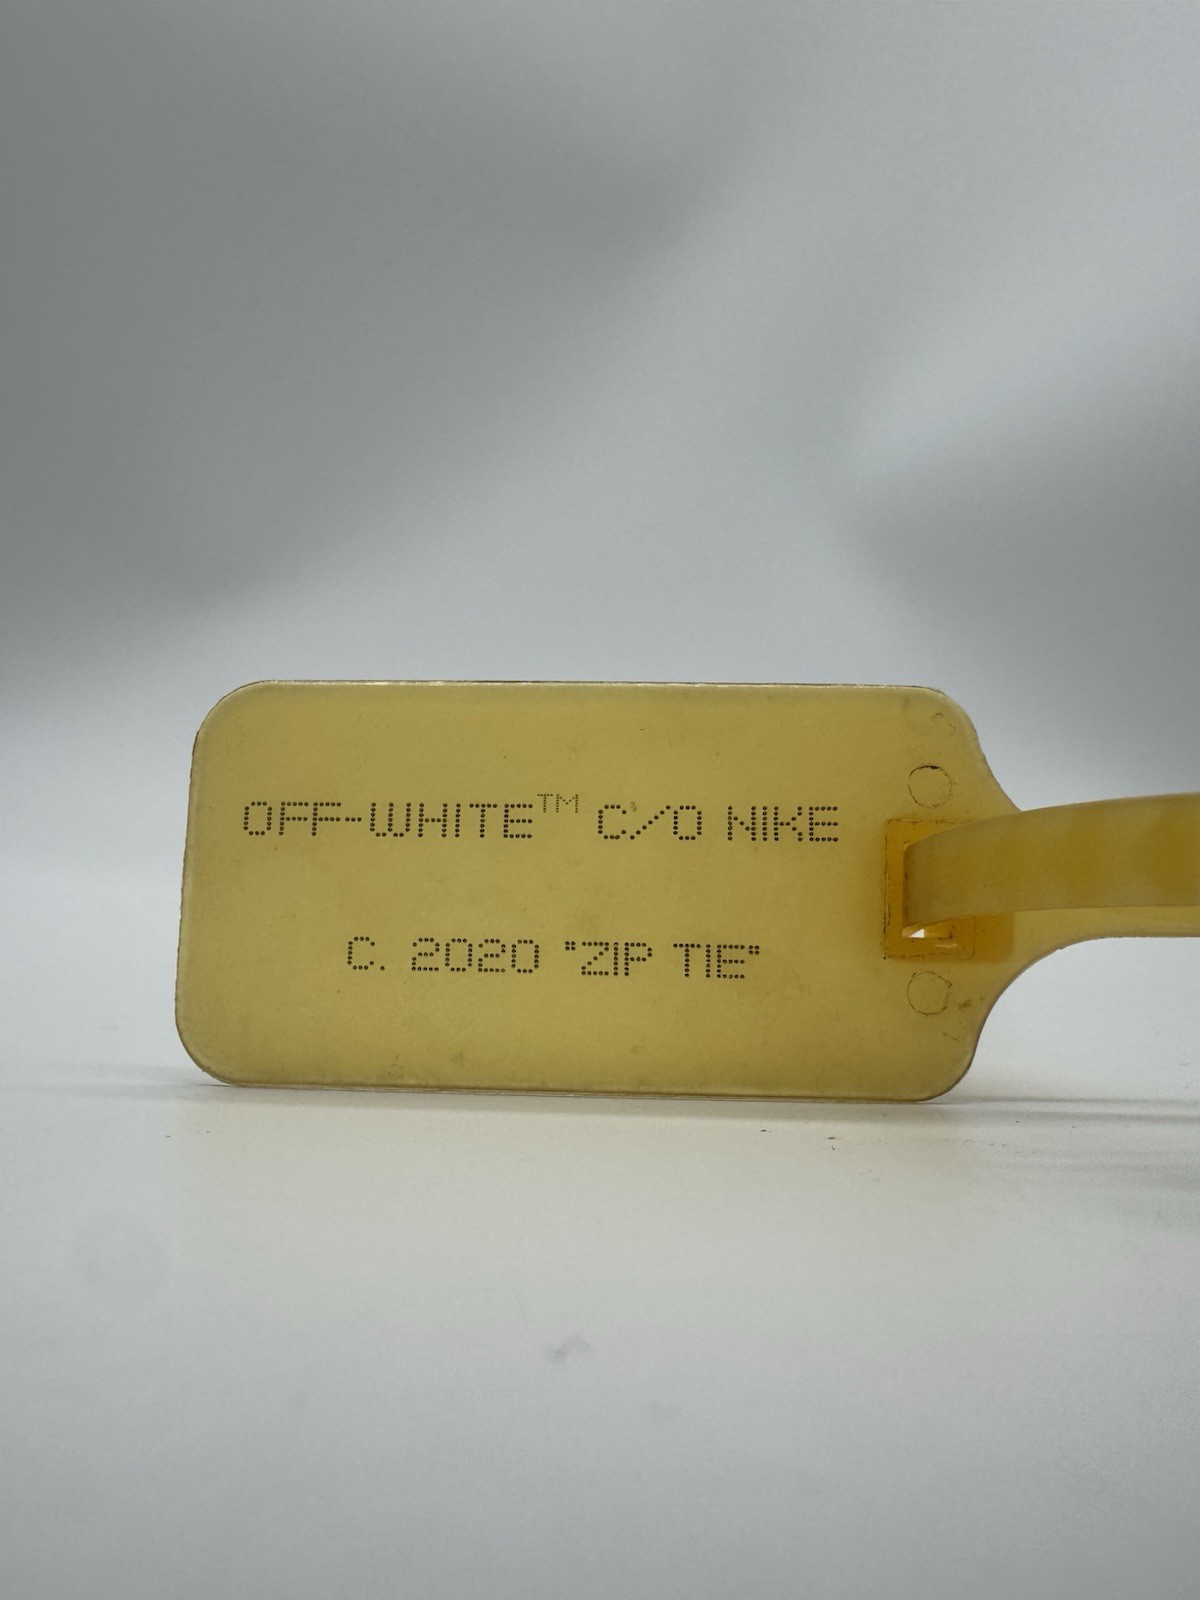 OFF-WHITE™ C/O NIKE
C. 2020 "ZIP TIE"